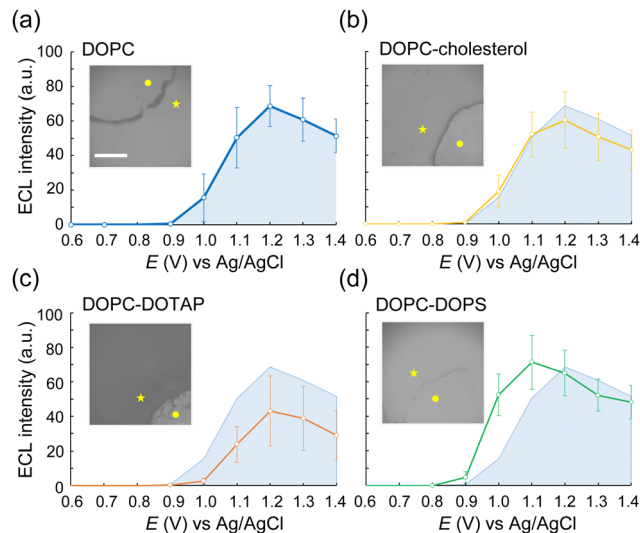 (a)
DOPC
ECL intensity (a.u.)
100
80
60
40
20
0
0.6 0.7 0.8 0.9 1.0 1.1 1.2 1.3 1.4
E (V) vs Ag/AgCl
(b)
DOPC-cholesterol
0.6 0.7 0.8 0.9 1.0 1.1 1.2 1.3 1.4
E (V) vs Ag/AgCl
(c)
DOPC-DOTAP
ECL intensity (a.u.)
100
80
60
40
20
0
0.6 0.7 0.8 0.9 1.0 1.1 1.2 1.3 1.4
E (V) vs Ag/AgCl
(d)
DOPC-DOPS
0.6 0.7 0.8 0.9 1.0 1.1 1.2 1.3 1.4
E (V) vs Ag/AgCl